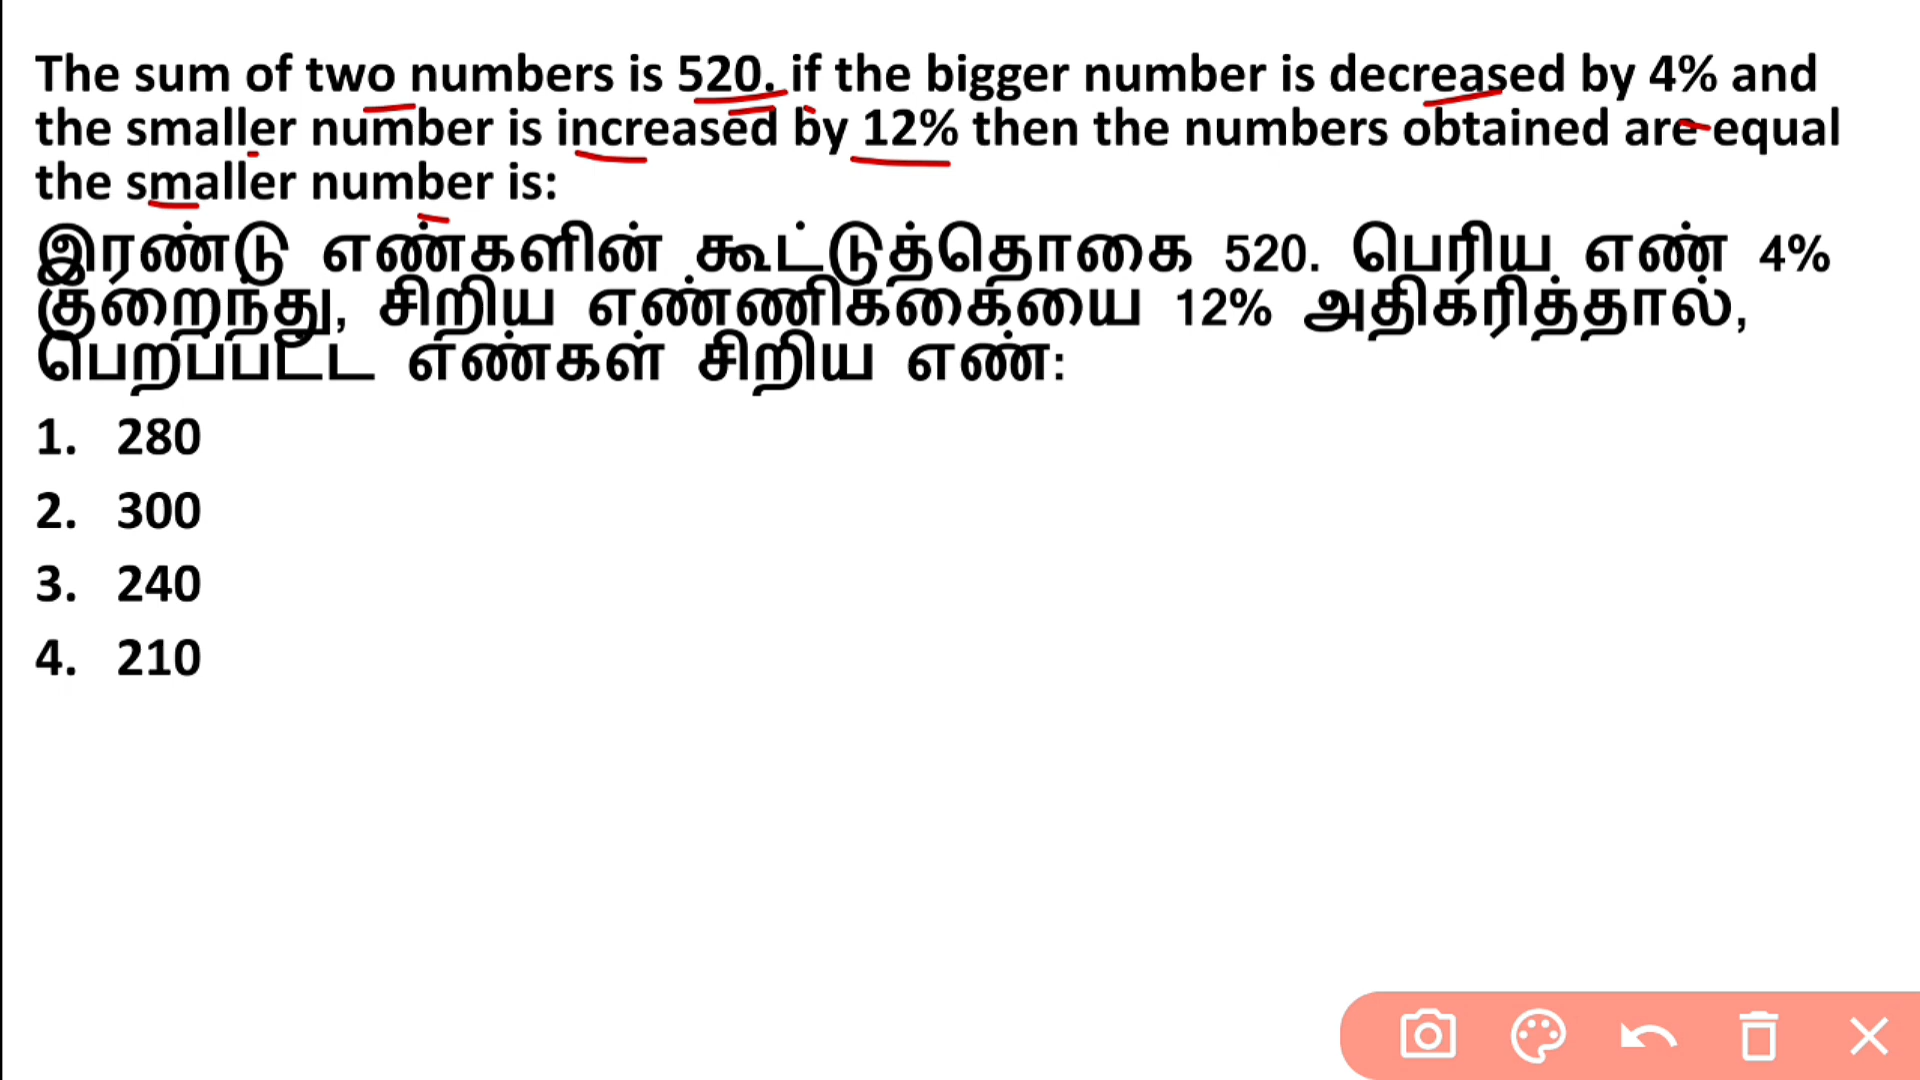 The sum of two numbers is 520. if the bigger number is decreased by 4% and
the smaller number is increased by 12% then the numbers obtained are equal
the smaller number is:
இரண்டு எண்களின் கூட்டுத்தொகை 520. பெரிய எண் 4%
குறைந்து, சிறிய எண்ணிக்கையை 12% அதிகரித்தால்,
பெறப்பட்ட எண்கள் சிறிய எண்:
1. 280
2. 300
3. 240
4. 210